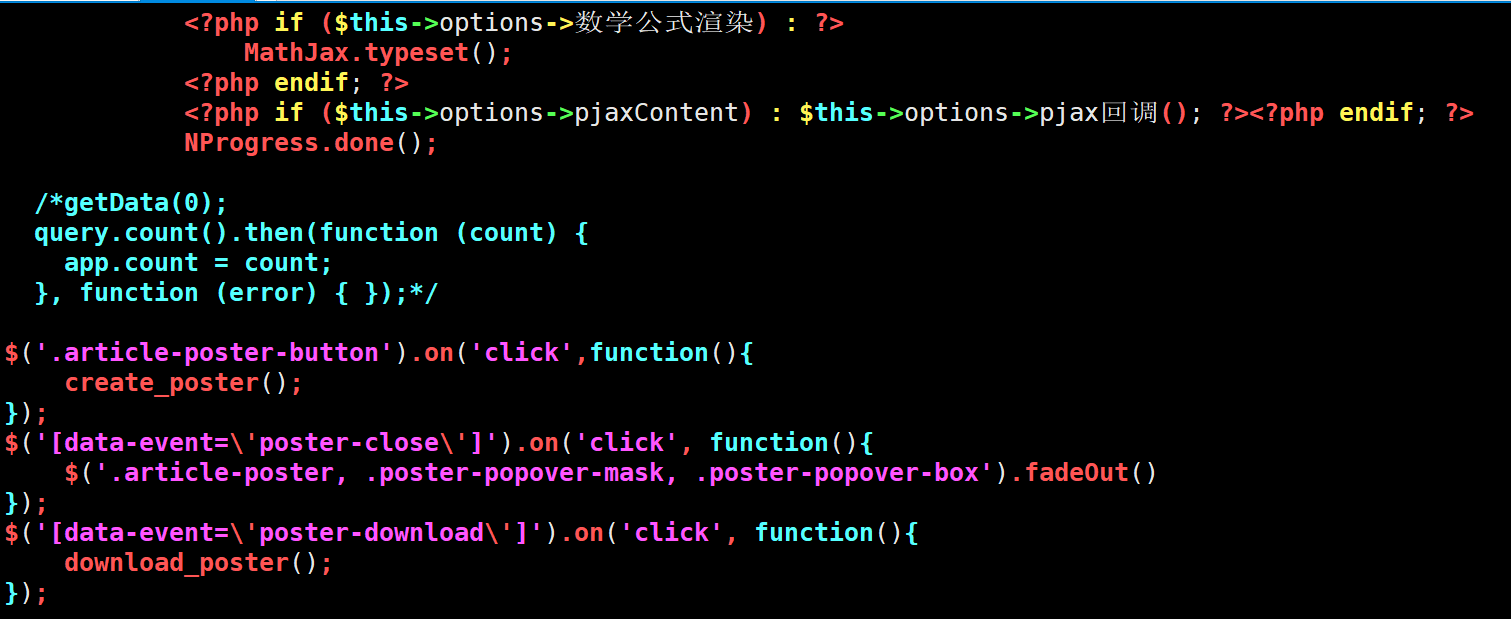 <?php if ($this->options->数学公式渲染) : ?>
MathJax.typeset();
<?php endif; ?>
<?php if ($this->options->pjaxContent) : $this->options->pjax回调(); ?><?php endif; ?>
NProgress.done();
/*getData(0);
query.count().then(function (count) {
app.count = count;
}, function (error) { });*/
$('.article-poster-button').on('click',function(){
create_poster();
});
$('[data-event=\'poster-close\']').on('click', function(){
$('.article-poster, .poster-popover-mask, .poster-popover-box').fadeOut()
});
$('[data-event=\'poster-download\']').on('click', function(){
download_poster();
});